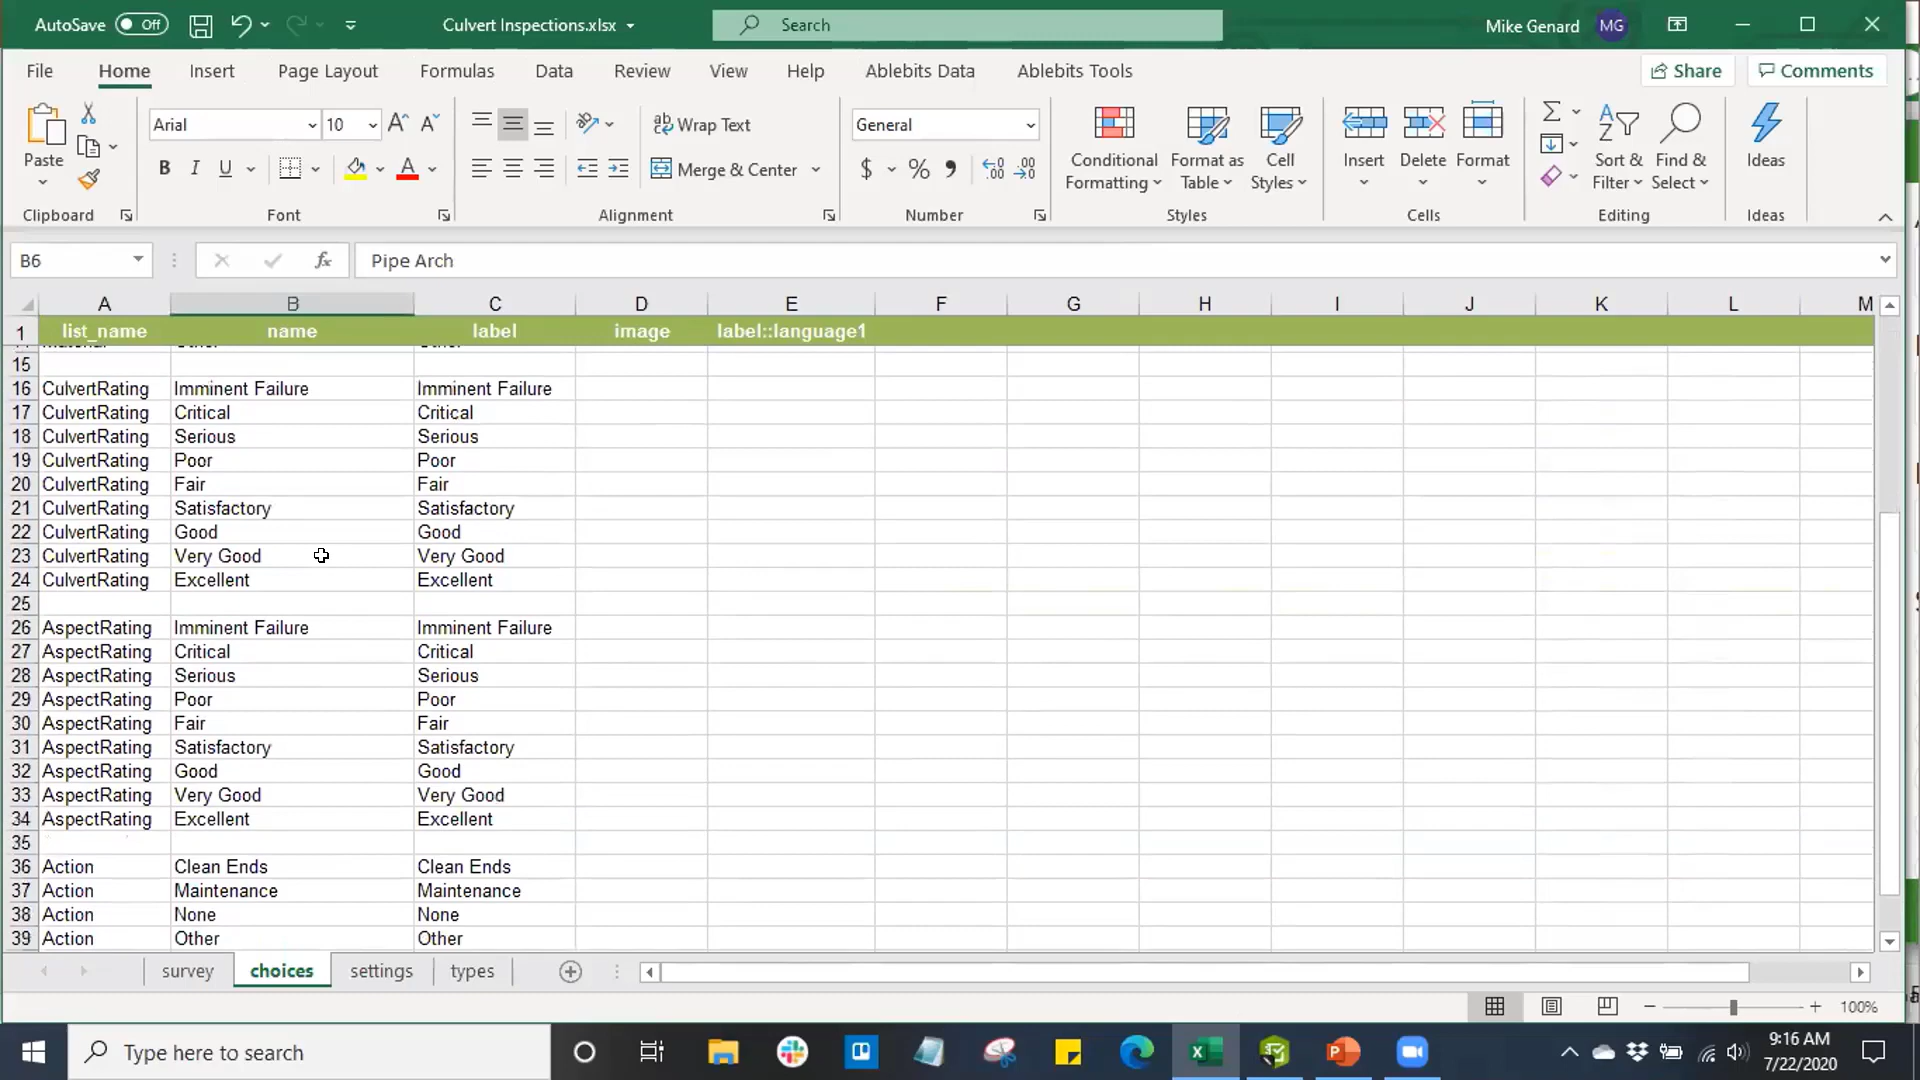 AutoSave Off Culvert Inspections.xlsx Search Mike Genard MG
File Home Insert Page Layout Formulas Data Review View Help Ablebits Data Ablebits Tools Share Comments
Paste
Arial 10
B I U
Wrap Text
Merge & Center
General
$ %
Conditional Formatting
Format as Table
Cell Styles
Insert Delete Format
Sort & Filter
Find & Select
Ideas
Clipboard Font Alignment Number Styles Cells Editing Ideas
B6 fx Pipe Arch
A B C D E F G H I J K L M
1 list_name name label image label::language1
15
16 CulvertRating Imminent Failure Imminent Failure
17 CulvertRating Critical Critical
18 CulvertRating Serious Serious
19 CulvertRating Poor Poor
20 CulvertRating Fair Fair
21 CulvertRating Satisfactory Satisfactory
22 CulvertRating Good Good
23 CulvertRating Very Good Very Good
24 CulvertRating Excellent Excellent
25
26 AspectRating Imminent Failure Imminent Failure
27 AspectRating Critical Critical
28 AspectRating Serious Serious
29 AspectRating Poor Poor
30 AspectRating Fair Fair
31 AspectRating Satisfactory Satisfactory
32 AspectRating Good Good
33 AspectRating Very Good Very Good
34 AspectRating Excellent Excellent
35
36 Action Clean Ends Clean Ends
37 Action Maintenance Maintenance
38 Action None None
39 Action Other Other
survey choices settings types
100%
Type here to search
9:16 AM
7/22/2020